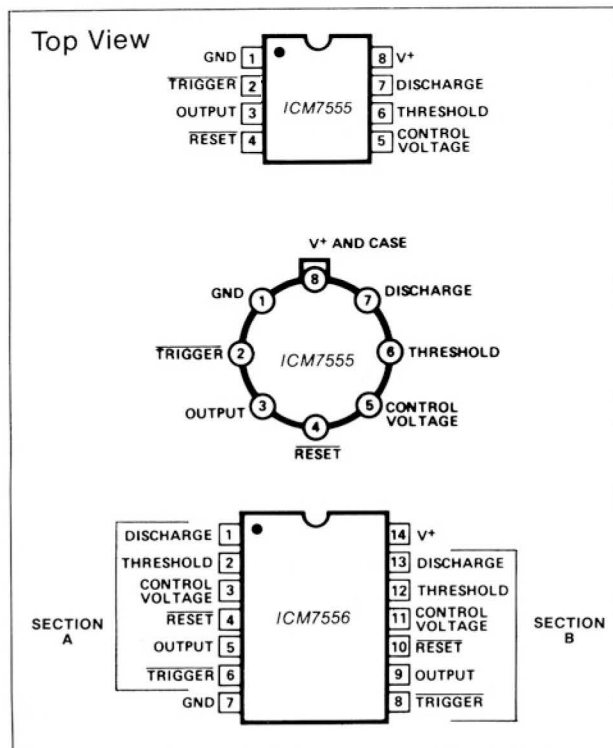 Top View
GND 1 8 V+
TRIGGER 2 7 DISCHARGE
OUTPUT 3 ICM7555 6 THRESHOLD
RESET 4 5 CONTROL
VOLTAGE
V+ AND CASE
8
GND 1 7 DISCHARGE
TRIGGER 2 ICM7555 6 THRESHOLD
OUTPUT 3 5 CONTROL
VOLTAGE
4
RESET
DISCHARGE 1 14 V+
THRESHOLD 2 13 DISCHARGE
CONTROL
VOLTAGE 3 12 THRESHOLD
RESET 4 ICM7556 11 CONTROL
VOLTAGE
OUTPUT 5 10 RESET
TRIGGER 6 9 OUTPUT
GND 7 8 TRIGGER
SECTION
A
SECTION
B